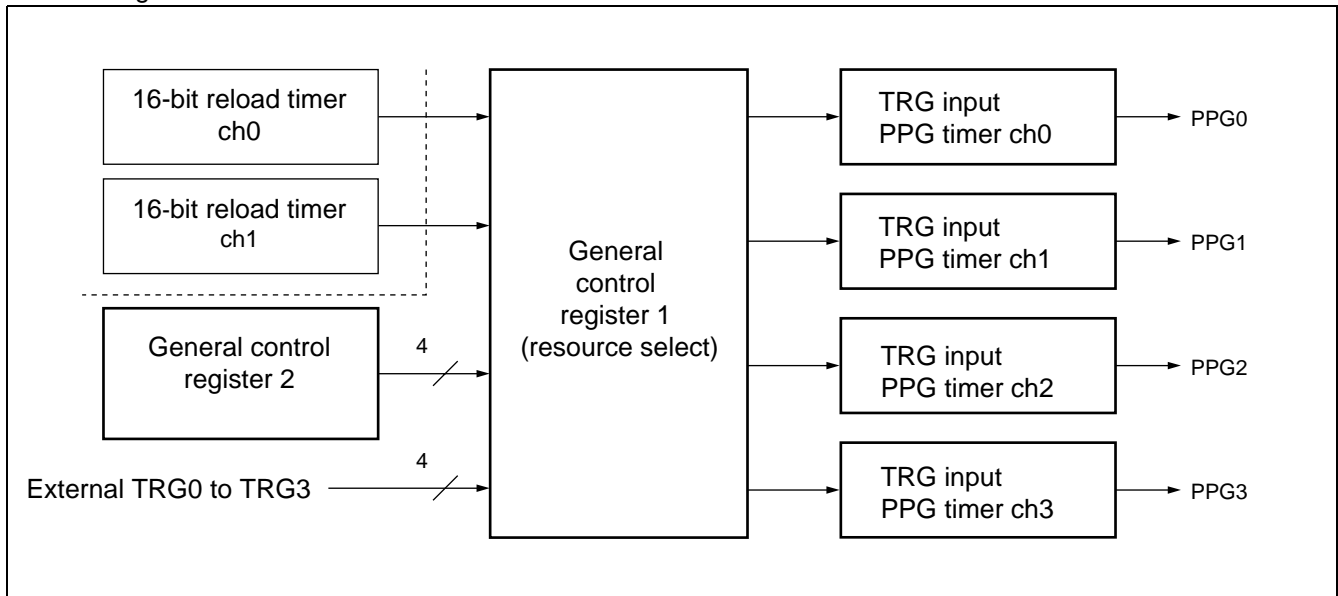 16-bit reload timer
ch0
16-bit reload timer
ch1
General control
register 2
4
External TRG0 to TRG3
4
General
control
register 1
(resource select)
TRG input
PPG timer ch0
PPG0
TRG input
PPG timer ch1
PPG1
TRG input
PPG timer ch2
PPG2
TRG input
PPG timer ch3
PPG3